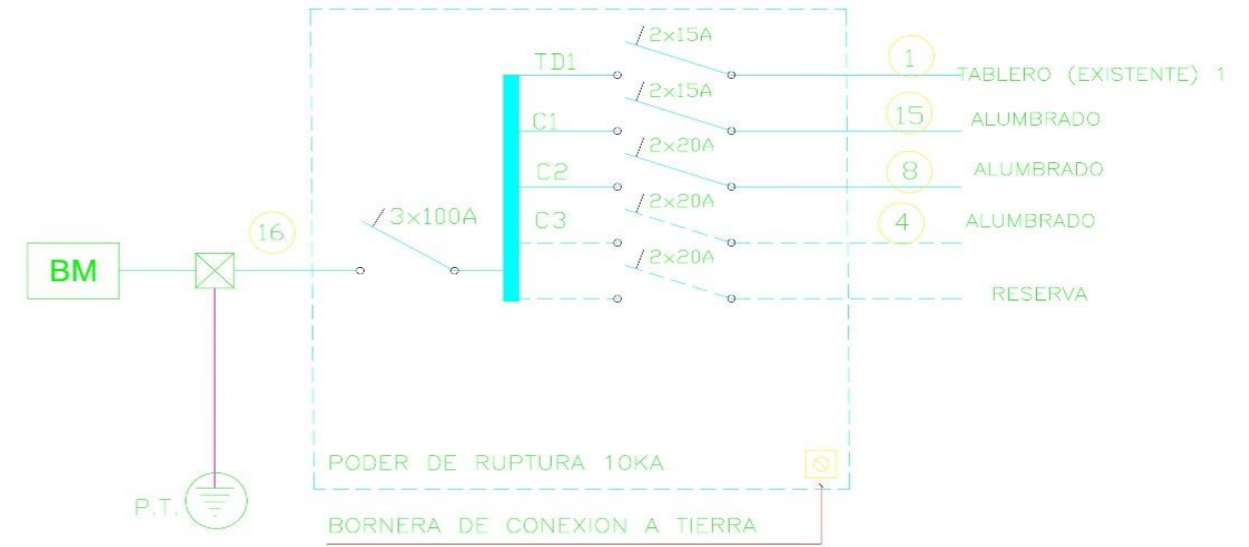 2x15A
TD1
1
TABLERO (EXISTENTE) 1
2x15A
C1
15
ALUMBRADO
2x20A
C2
8
ALUMBRADO
2x20A
C3
4
ALUMBRADO
3x100A
16
2x20A
BM
RESERVA
PODER DE RUPTURA 10KA
P.T.
BORNERA DE CONEXION A TIERRA